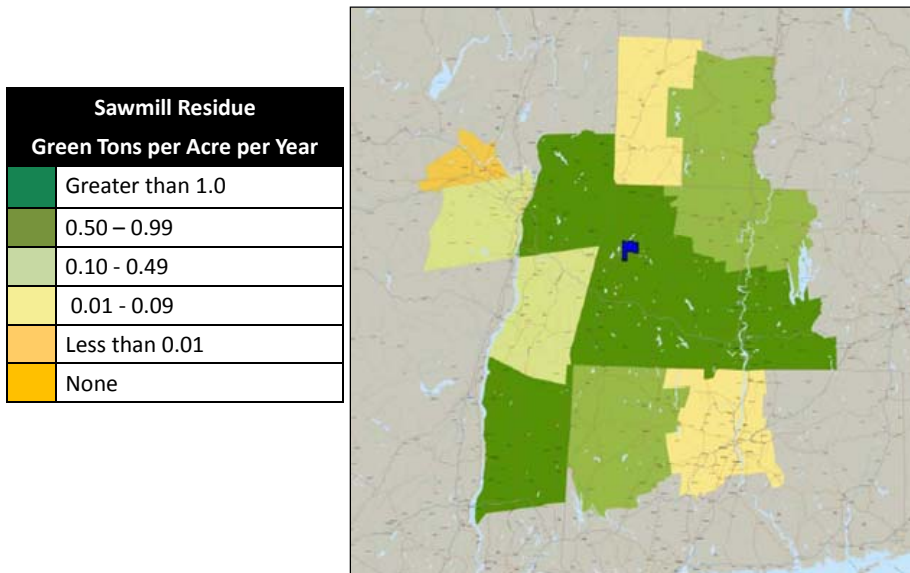 Sawmill Residue
Green Tons per Acre per Year
Greater than 1.0
0.50 – 0.99
0.10 - 0.49
0.01 - 0.09
Less than 0.01
None